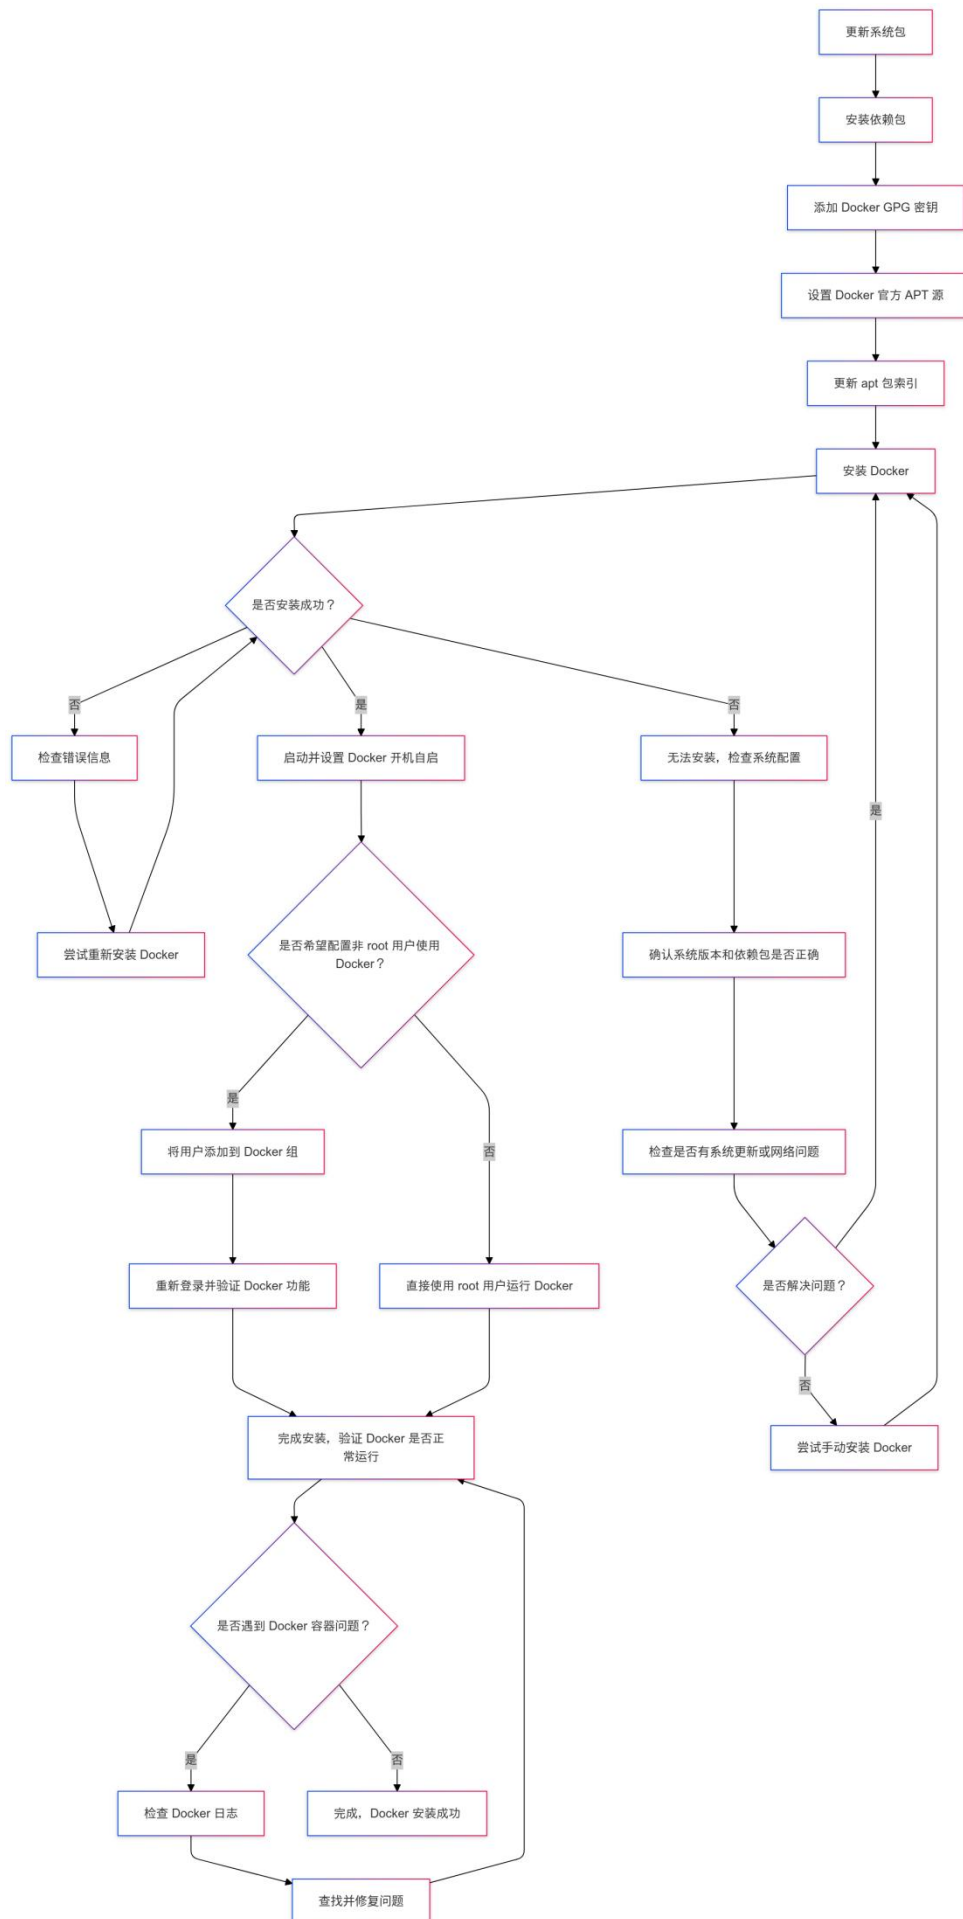 更新系统包
安装依赖包
添加 Docker GPG 密钥
设置 Docker 官方 APT 源
更新 apt 包索引
安装 Docker
是否安装成功？
否
是
否
检查错误信息
启动并设置 Docker 开机自启
无法安装，检查系统配置
是
尝试重新安装 Docker
是否希望配置非 root 用户使用
Docker？
确认系统版本和依赖包是否正确
是
否
将用户添加到 Docker 组
检查是否有系统更新或网络问题
重新登录并验证 Docker 功能
直接使用 root 用户运行 Docker
是否解决问题？
否
完成安装，验证 Docker 是否正
常运行
尝试手动安装 Docker
是否遇到 Docker 容器问题？
是
否
检查 Docker 日志
完成，Docker 安装成功
查找并修复问题